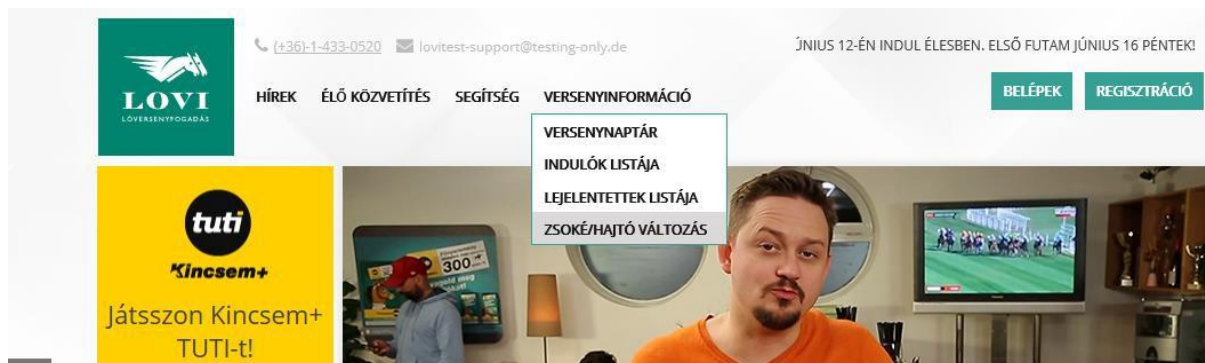 (+36)-1-433-0520 lovitest-support@testing-only.de
ÚNIUS 12-ÉN INDUL ÉLESBEN. ELSŐ FUTAM JÚNIUS 16 PÉNTEK!
LOVI
LÓVERSENYFOGADÁS
HÍREK ÉLŐ KÖZVETÍTÉS SEGÍTSÉG VERSENYINFORMÁCIÓ
BELÉPEK REGISZTRÁCIÓ
VERSENYNAPTÁR
INDULÓK LISTÁJA
LEJELENTETTEK LISTÁJA
ZSOKÉ/HAJTÓ VÁLTOZÁS
tuti
Kincsem+
Játsszon Kincsem+
TUTI-t!
300